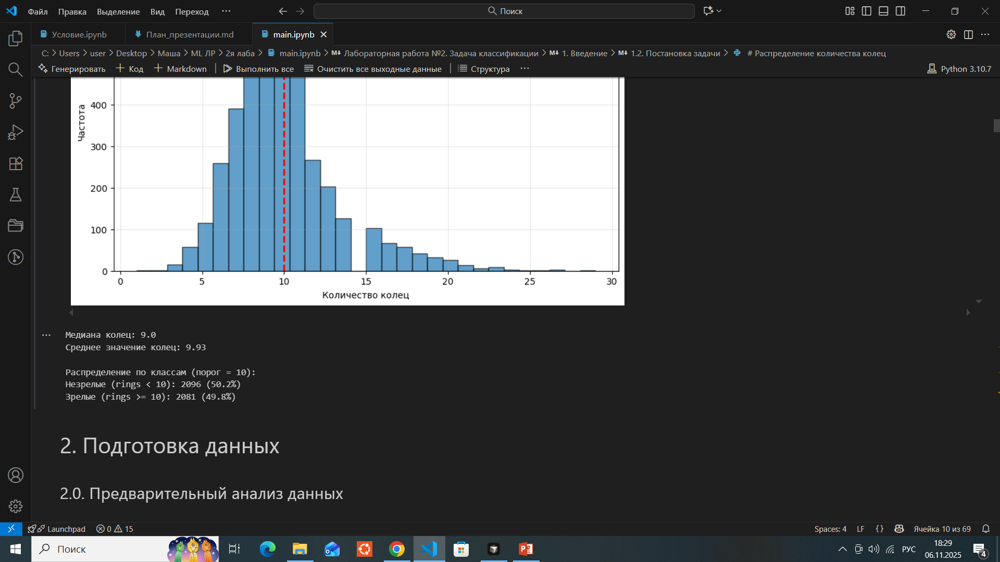 Файл Правка Выделение Вид Переход ··· Поиск
Условие.ipynb План_презентации.md main.ipynb
C: > Users > user > Desktop > Маша > ML ЛР > 2я лаба > main.ipynb > M↓ Лабораторная работа №2. Задача классификации > M↓ 1. Введение > M↓ 1.2. Постановка задачи > # Распределение количества колец
Генерировать + Код + Markdown | Выполнить все Очистить все выходные данные | Структура ··· Python 3.10.7
Частота
400
300
200
100
0
0 5 10 15 20 25 30
Количество колец
··· Медиана колец: 9.0
Среднее значение колец: 9.93
Распределение по классам (порог = 10):
Незрелые (rings < 10): 2096 (50.2%)
Зрелые (rings >= 10): 2081 (49.8%)
2. Подготовка данных
2.0. Предварительный анализ данных
Launchpad 0 15 Spaces: 4 LF {} Ячейка 10 из 69
Поиск РУС 18:29
06.11.2025 4